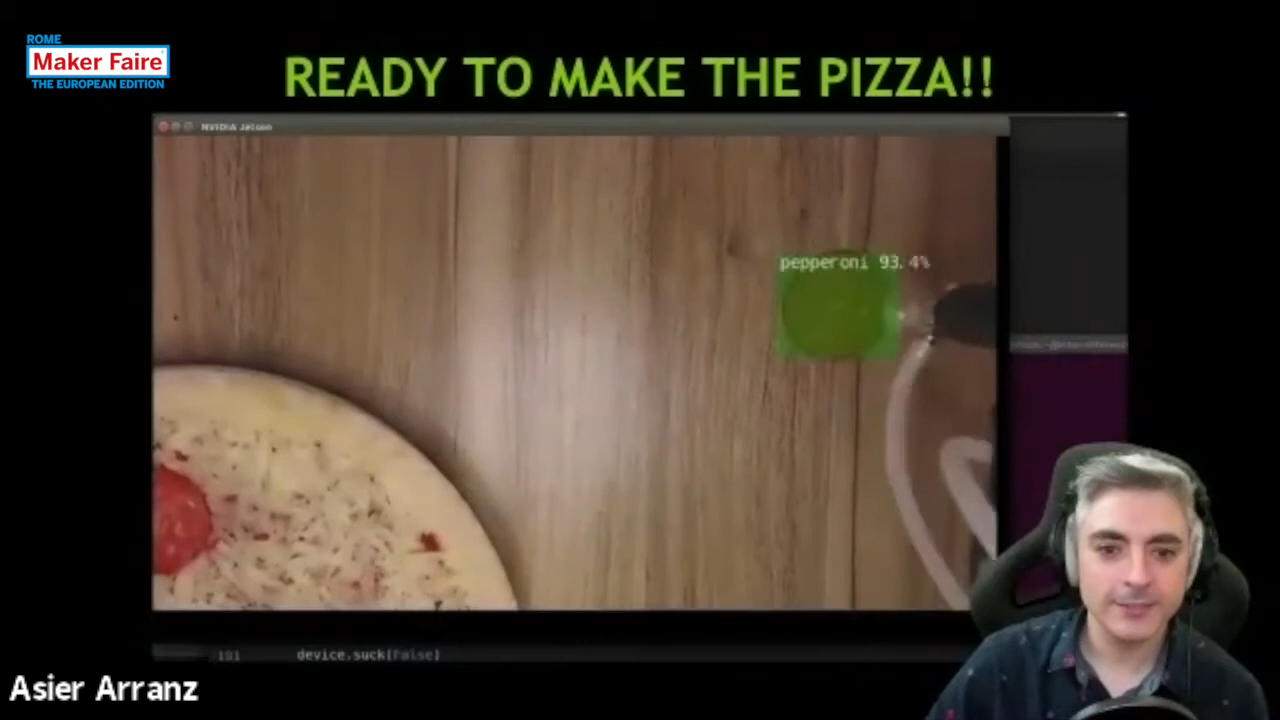 ROME
Maker Faire
THE EUROPEAN EDITION
READY TO MAKE THE PIZZA!!
NVIDIA Jetson
pepperoni 93.4%
191 device.suck(False)
Asier Arranz